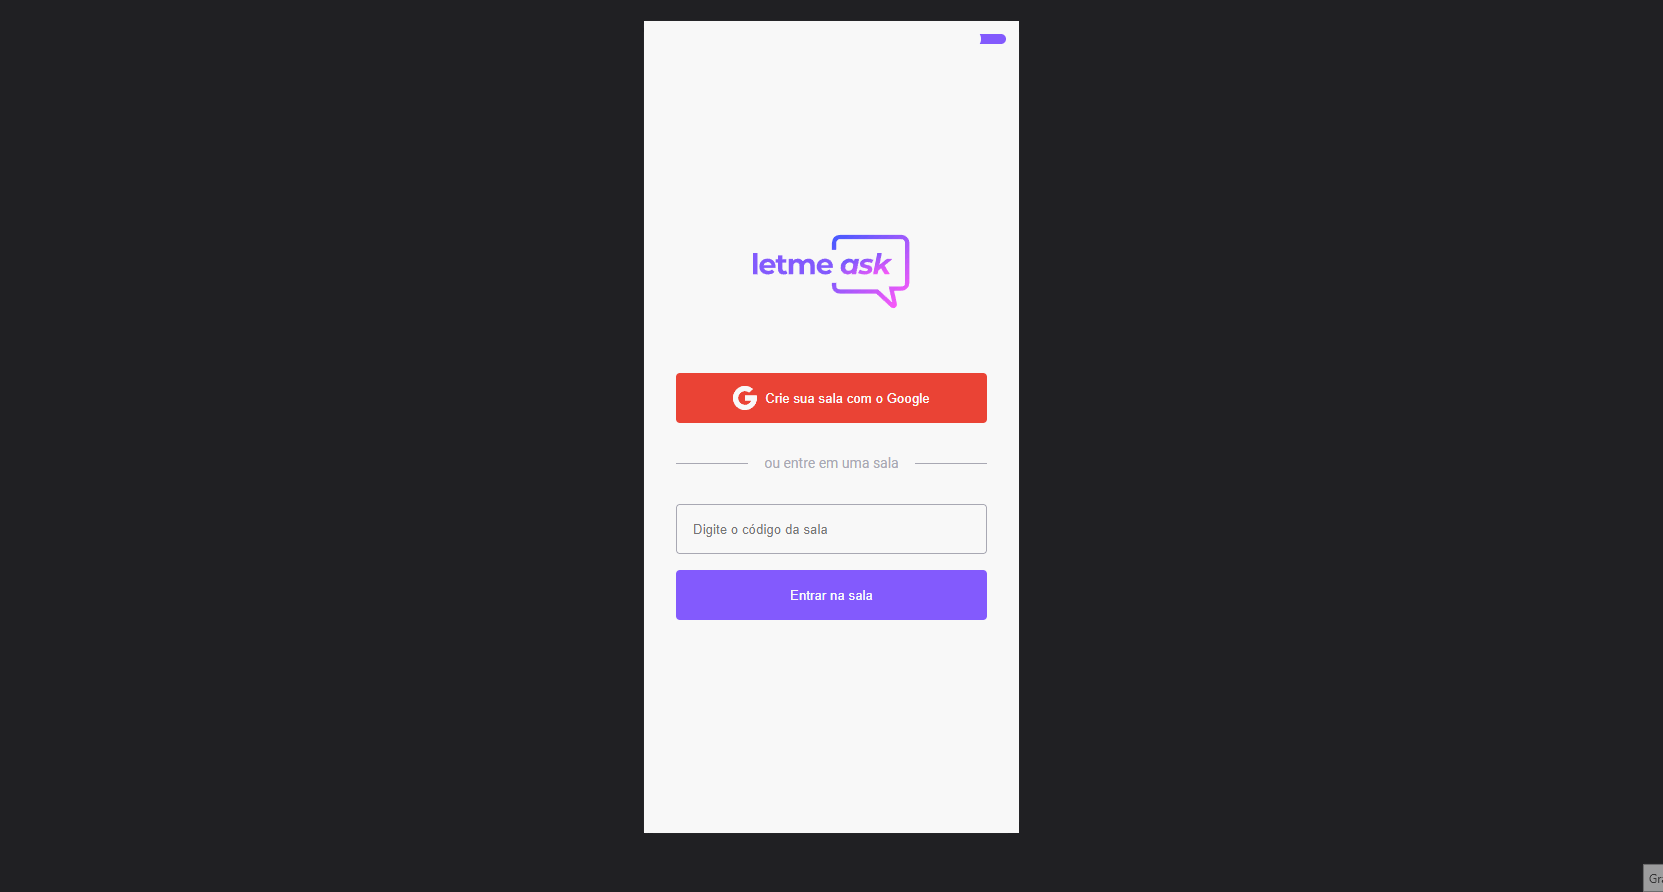 letme ask
Crie sua sala com o Google
ou entre em uma sala
Digite o código da sala
Entrar na sala